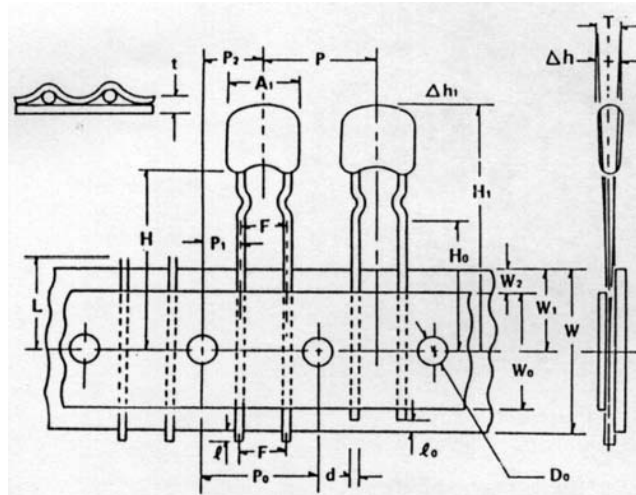 P₂
P
T
t
A₁
Δh
Δh₁
H₁
H
F
P₁
H₀
L
W₂
W₁
W
W₀
ℓ
F
ℓ₀
P₀
d
D₀